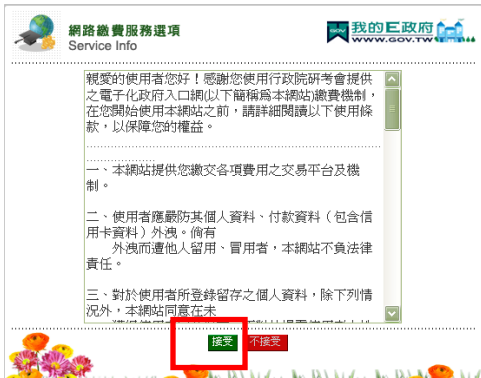 網路繳費服務選項
Service Info
GOV
我的E政府
WWW.GOV.TW
親愛的使用者您好！感謝您使用行政院研考會提供
之電子化政府入口網(以下簡稱為本網站)繳費機制，
在您開始使用本網站之前，請詳細閱讀以下使用條
款，以保障您的權益。
一、本網站提供您繳交各項費用之交易平台及機
制。
二、使用者應嚴防其個人資料、付款資料（包含信
用卡資料）外洩。倘有
外洩而遭他人留用、冒用者，本網站不負法律
責任。
三、對於使用者所登錄留存之個人資料，除下列情
況外，本網站同意在未
接受
不接受